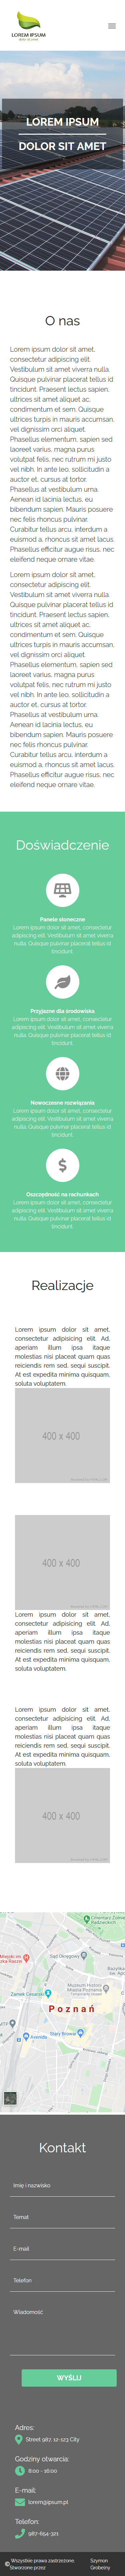 LOREM IPSUM
LOREM IPSUM
DOLOR SIT AMET
O nas
Lorem ipsum dolor sit amet,
consectetur adipiscing elit.
Vestibulum sit amet viverra nulla.
Quisque pulvinar placerat tellus id
tincidunt. Praesent lectus sapien,
ultrices sit amet aliquet ac,
condimentum et sem. Quisque
ultrices turpis in mauris accumsan,
vel dignissim orci aliquet.
Phasellus elementum, sapien sed
laoreet varius, magna purus
volutpat felis, nec rutrum mi justo
vel nibh. In ante leo, sollicitudin a
auctor et, cursus at tortor.
Phasellus at vestibulum urna.
Aenean id lacinia lectus, eu
bibendum sapien. Mauris posuere
nec felis rhoncus pulvinar.
Curabitur tellus arcu, interdum a
rhoncus sit amet lacus.
Phasellus efficitur augue risus, nec
eleifend neque ornare vitae.
Lorem ipsum dolor sit amet,
consectetur adipiscing elit.
Vestibulum sit amet viverra nulla.
Quisque pulvinar placerat tellus id
tincidunt. Praesent lectus sapien,
ultrices sit amet aliquet ac,
condimentum et sem. Quisque
ultrices turpis in mauris accumsan,
vel dignissim orci aliquet.
Phasellus elementum, sapien sed
laoreet varius, magna purus
volutpat felis, nec rutrum mi justo
vel nibh. In ante leo, sollicitudin a
auctor et, cursus at tortor.
Phasellus at vestibulum urna.
Aenean id lacinia lectus, eu
bibendum sapien. Mauris posuere
nec felis rhoncus pulvinar.
Curabitur tellus arcu, interdum a
euismod a, rhoncus sit amet lacus.
Phasellus efficitur augue risus, nec
eleifend neque ornare vitae.
Doświadczenie
Panele słoneczne
Lorem ipsum dolor sit amet, consectetur
adipiscing elit. Vestibulum sit amet viverra
nulla. Quisque pulvinar placerat tellus id
tincidunt.
Przyjazne dla środowiska
Lorem ipsum dolor sit amet, consectetur
adipiscing elit. Vestibulum sit amet viverra
nulla. Quisque pulvinar placerat tellus id
tincidunt.
Nowoczesne rozwiązania
Lorem ipsum dolor sit amet, consectetur
adipiscing elit. Vestibulum sit amet viverra
nulla. Quisque pulvinar placerat tellus id
tincidunt.
Oszczędność na rachunkach
Lorem ipsum dolor sit amet, consectetur
adipiscing elit. Vestibulum sit amet viverra
nulla. Quisque pulvinar placerat tellus id
tincidunt.
Realizacje
Lorem ipsum dolor sit amet,
consectetur adipisicing elit. Ad,
aperiam illum ipsa itaque
molestias nisi placeat quam quas
reiciendis rem sed, sequi suscipit.
At est expedita minima quisquam,
soluta voluptatem.
400 x 400
400 x 400
Lorem ipsum dolor sit amet,
consectetur adipisicing elit. Ad,
aperiam illum ipsa itaque
molestias nisi placeat quam quas
reiciendis rem sed, sequi suscipit.
At est expedita minima quisquam,
soluta voluptatem.
Lorem ipsum dolor sit amet,
consectetur adipisicing elit. Ad,
aperiam illum ipsa itaque
molestias nisi placeat quam quas
reiciendis rem sed, sequi suscipit.
At est expedita minima quisquam,
soluta voluptatem.
400 x 400
Sąd Okręgowy
Zamek Cesarski
Muzeum Historii
Miasta Poznania
Poznań
Stary Browar
Avenida
Kontakt
Imię i nazwisko
Temat
E-mail
Telefon
Wiadomość
WYŚLIJ
Adres:
Street 987, 12-123 City
Godziny otwarcia:
8:00 - 16:00
E-mail:
lorem@ipsum.pl
Telefon:
987-654-321
© Wszystkie prawa zastrzeżone.
Stworzone przez
Szymon
Grobelny